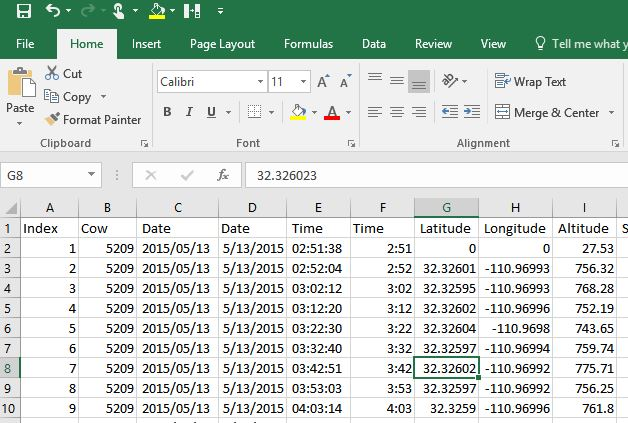 File Home Insert Page Layout Formulas Data Review View Tell me what y
Cut
Copy
Format Painter
Paste
Calibri 11 A A
B I U A
Wrap Text
Merge & Center
Clipboard Font Alignment
G8 fx 32.326023
A B C D E F G H I
1 Index Cow Date Date Time Time Latitude Longitude Altitude S
2 1 5209 2015/05/13 5/13/2015 02:51:38 2:51 0 0 27.53
3 2 5209 2015/05/13 5/13/2015 02:52:04 2:52 32.32601 -110.96993 756.32
4 3 5209 2015/05/13 5/13/2015 03:02:12 3:02 32.32595 -110.96993 768.28
5 4 5209 2015/05/13 5/13/2015 03:12:20 3:12 32.32602 -110.96996 752.19
6 5 5209 2015/05/13 5/13/2015 03:22:30 3:22 32.32604 -110.9698 743.65
7 6 5209 2015/05/13 5/13/2015 03:32:40 3:32 32.32597 -110.96994 759.74
8 7 5209 2015/05/13 5/13/2015 03:42:51 3:42 32.32602 -110.96992 775.71
9 8 5209 2015/05/13 5/13/2015 03:53:03 3:53 32.32597 -110.96992 756.25
10 9 5209 2015/05/13 5/13/2015 04:03:14 4:03 32.3259 -110.96996 761.8